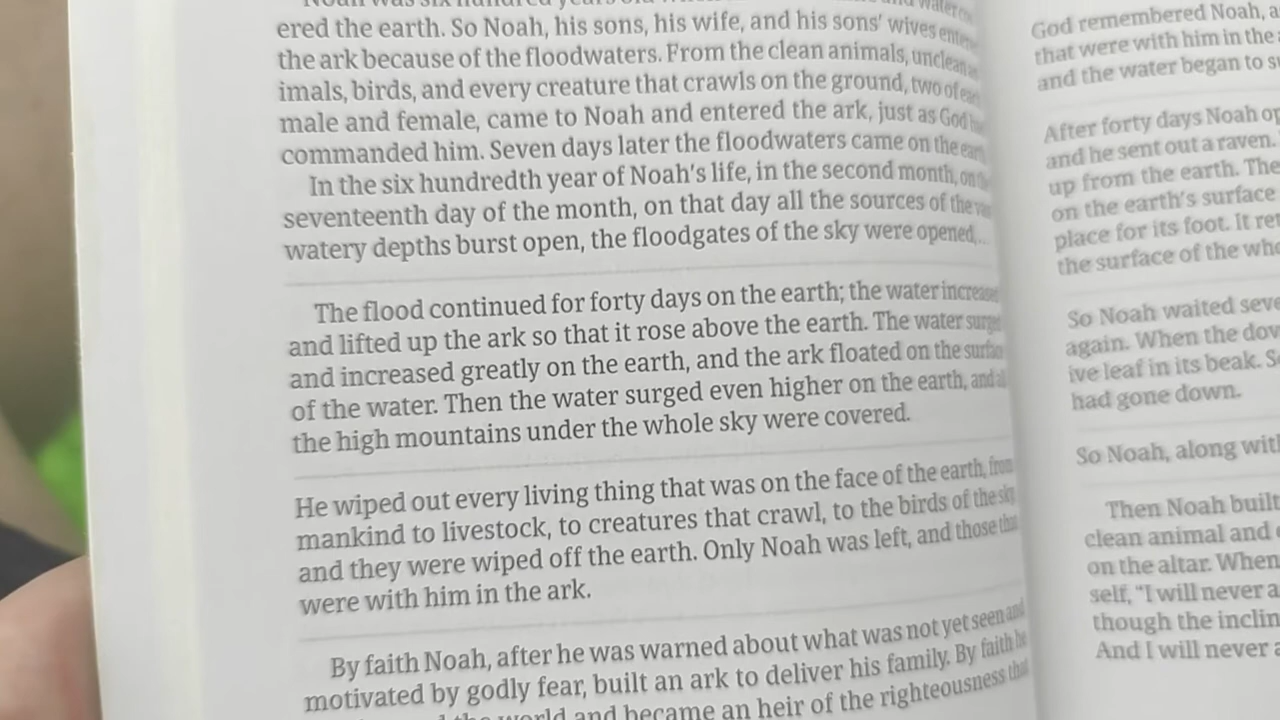 Noah was six hundred years old water
ered the earth. So Noah, his sons, his wife, and his sons' wives
the ark because of the floodwaters. From the clean animals, unclean
imals, birds, and every creature that crawls on the ground, two of
male and female, came to Noah and entered the ark, just as God
commanded him. Seven days later the floodwaters came on the
In the six hundredth year of Noah's life, in the second month, on
seventeenth day of the month, on that day all the sources of the
watery depths burst open, the floodgates of the sky were opened,...
The flood continued for forty days on the earth; the water increased
and lifted up the ark so that it rose above the earth. The water surged
and increased greatly on the earth, and the ark floated on the surface
of the water. Then the water surged even higher on the earth, and all
the high mountains under the whole sky were covered.
He wiped out every living thing that was on the face of the earth, from
mankind to livestock, to creatures that crawl, to the birds of the sky,
and they were wiped off the earth. Only Noah was left, and those that
were with him in the ark.
By faith Noah, after he was warned about what was not yet seen and
motivated by godly fear, built an ark to deliver his family. By faith he
the world and became an heir of the righteousness that
God remembered Noah, a
that were with him in the
and the water began to
After forty days Noah op
and he sent out a raven.
up from the earth. The
on the earth's surface
place for its foot. It
the surface of the
So Noah waited
again. When the
ive leaf in its beak.
had gone down.
So Noah, along
Then Noah built
clean animal and
on the altar. When
self, "I will never
though the
And I will never